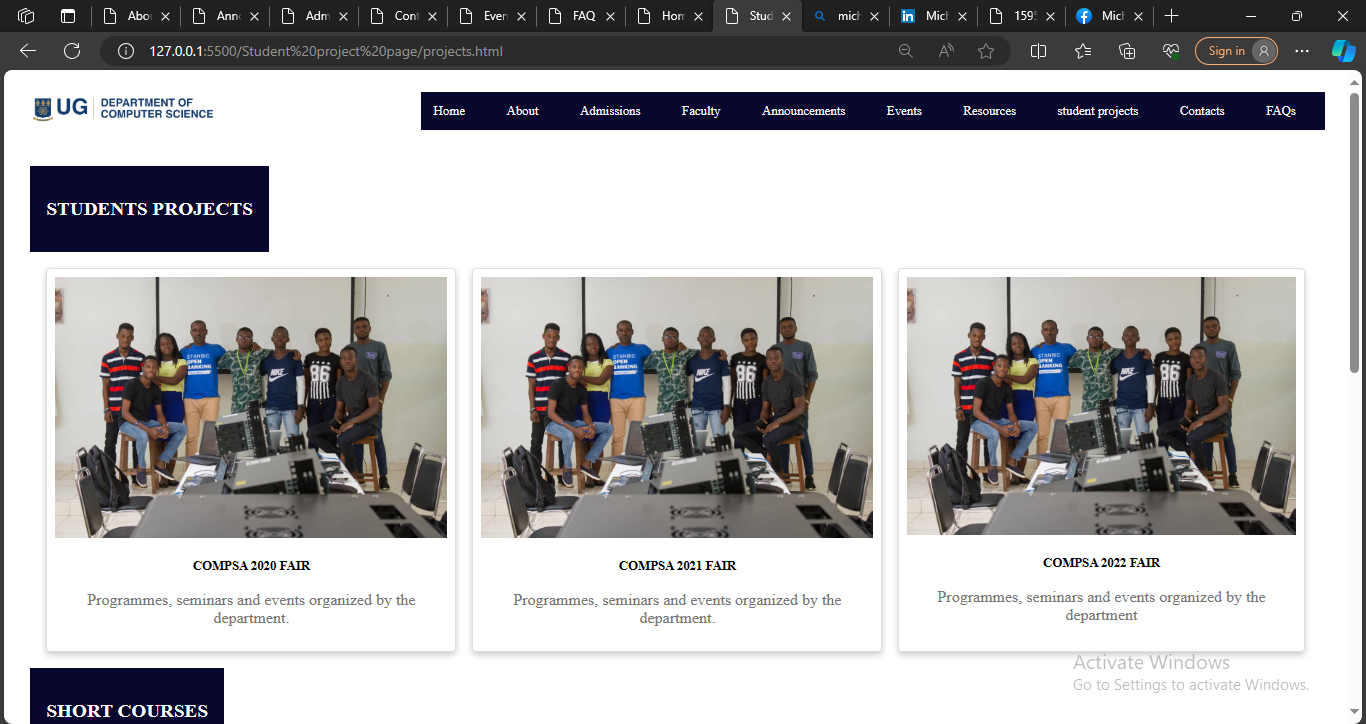 Abou
Anno
Adm
Cont
Even
FAQ
Hom
Stud
mich
Mich
159
Mich
127.0.0.1:5500/Student%20project%20page/projects.html
Sign in
UG DEPARTMENT OF
COMPUTER SCIENCE
Home About Admissions Faculty Announcements Events Resources student projects Contacts FAQs
STUDENTS PROJECTS
STANBIC
OPEN
BANKING
NIKE
86
STANBIC
OPEN
BANKING
NIKE
86
STANBIC
OPEN
BANKING
NIKE
86
COMPSA 2020 FAIR
Programmes, seminars and events organized by the
department.
COMPSA 2021 FAIR
Programmes, seminars and events organized by the
department.
COMPSA 2022 FAIR
Programmes, seminars and events organized by the
department
Activate Windows
Go to Settings to activate Windows.
SHORT COURSES